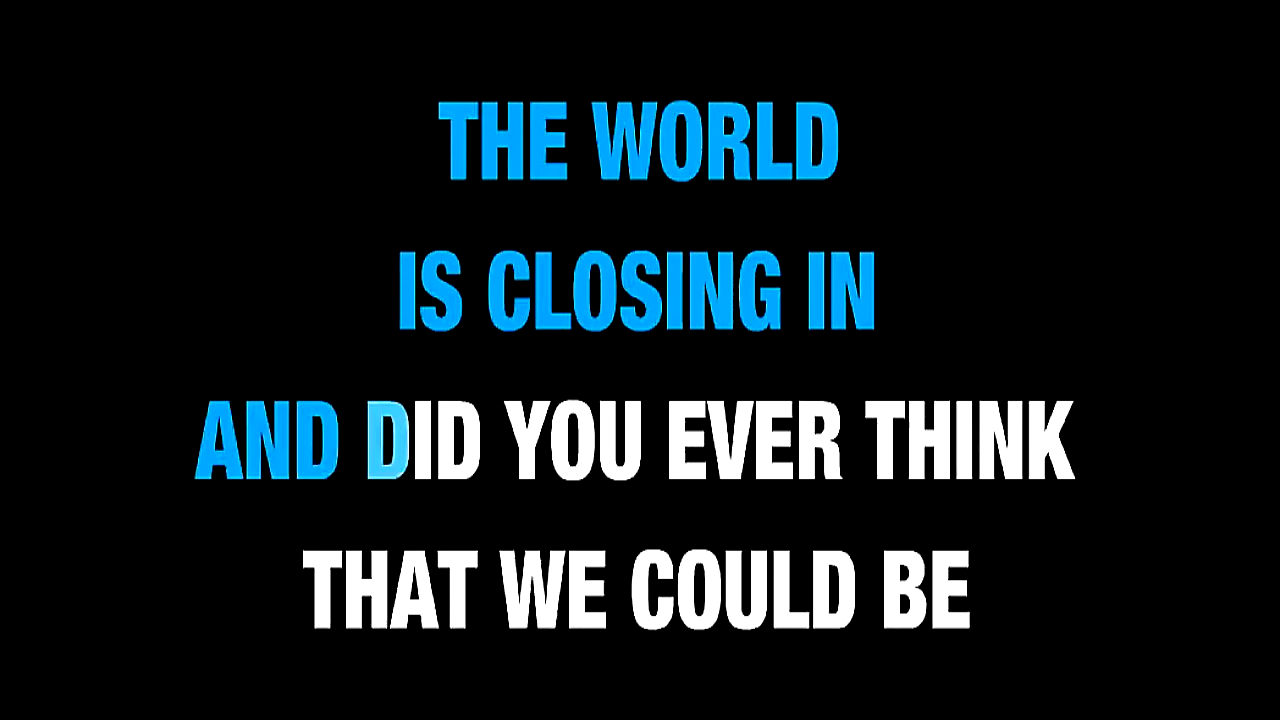 THE WORLD
IS CLOSING IN
AND DID YOU EVER THINK
THAT WE COULD BE